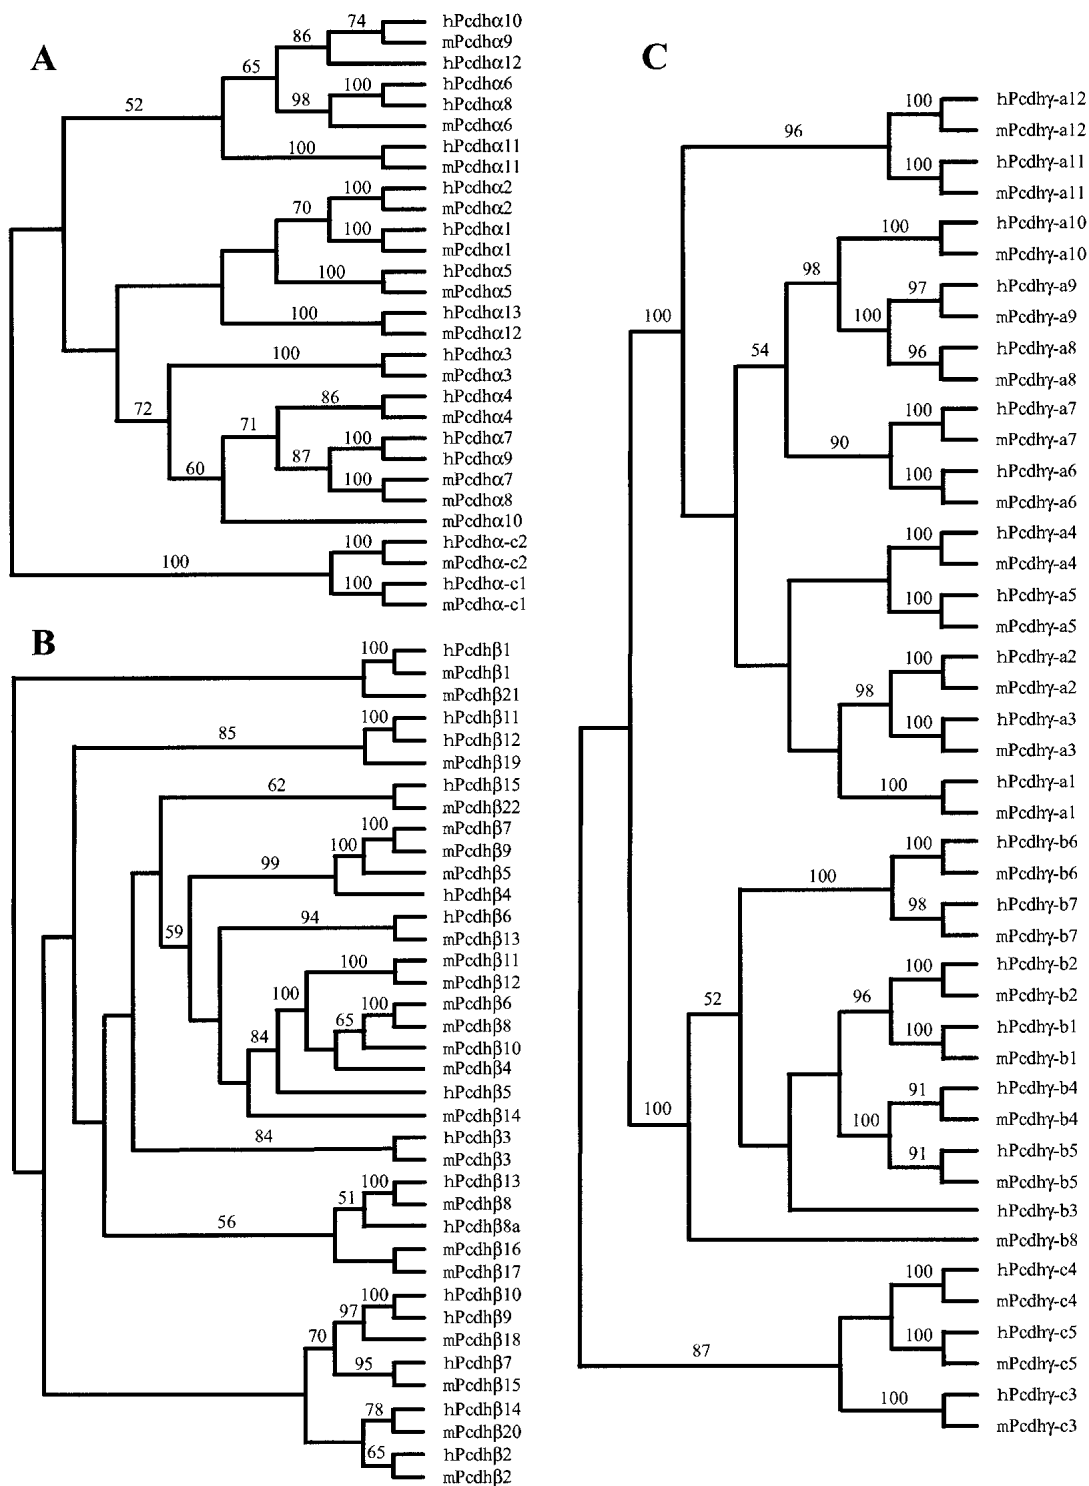 A
74
hPcdhα10
86
mPcdhα9
65
hPcdhα12
100
hPcdhα6
52
98
hPcdhα8
mPcdhα6
100
hPcdhα11
mPcdhα11
100
hPcdhα2
70
mPcdhα2
100
hPcdhα1
mPcdhα1
100
hPcdhα5
mPcdhα5
100
hPcdhα13
mPcdhα12
100
hPcdhα3
mPcdhα3
72
86
hPcdhα4
71
mPcdhα4
100
hPcdhα7
60
87
hPcdhα9
100
mPcdhα7
mPcdhα8
mPcdhα10
100
hPcdhα-c2
100
mPcdhα-c2
100
hPcdhα-c1
mPcdhα-c1
B
100
hPcdhβ1
mPcdhβ1
mPcdhβ21
100
hPcdhβ11
85
hPcdhβ12
mPcdhβ19
62
hPcdhβ15
mPcdhβ22
100
mPcdhβ7
100
mPcdhβ9
99
mPcdhβ5
hPcdhβ4
94
hPcdhβ6
59
mPcdhβ13
100
mPcdhβ11
mPcdhβ12
100
100
mPcdhβ6
65
mPcdhβ8
84
mPcdhβ10
mPcdhβ4
hPcdhβ5
mPcdhβ14
84
hPcdhβ3
mPcdhβ3
100
hPcdhβ13
51
mPcdhβ8
56
hPcdhβ8a
mPcdhβ16
mPcdhβ17
100
hPcdhβ10
97
hPcdhβ9
70
mPcdhβ18
95
hPcdhβ7
mPcdhβ15
78
hPcdhβ14
mPcdhβ20
65
hPcdhβ2
mPcdhβ2
C
100
hPcdhγ-a12
96
mPcdhγ-a12
100
hPcdhγ-a11
mPcdhγ-a11
100
hPcdhγ-a10
mPcdhγ-a10
98
97
hPcdhγ-a9
100
100
mPcdhγ-a9
54
96
hPcdhγ-a8
mPcdhγ-a8
100
hPcdhγ-a7
90
mPcdhγ-a7
100
hPcdhγ-a6
mPcdhγ-a6
100
hPcdhγ-a4
mPcdhγ-a4
100
hPcdhγ-a5
mPcdhγ-a5
100
hPcdhγ-a2
98
mPcdhγ-a2
100
hPcdhγ-a3
mPcdhγ-a3
100
hPcdhγ-a1
mPcdhγ-a1
100
hPcdhγ-b6
100
mPcdhγ-b6
98
hPcdhγ-b7
mPcdhγ-b7
100
hPcdhγ-b2
52
96
mPcdhγ-b2
100
hPcdhγ-b1
mPcdhγ-b1
91
hPcdhγ-b4
100
100
mPcdhγ-b4
91
hPcdhγ-b5
mPcdhγ-b5
hPcdhγ-b3
mPcdhγ-b8
100
hPcdhγ-c4
mPcdhγ-c4
87
100
hPcdhγ-c5
mPcdhγ-c5
100
hPcdhγ-c3
mPcdhγ-c3